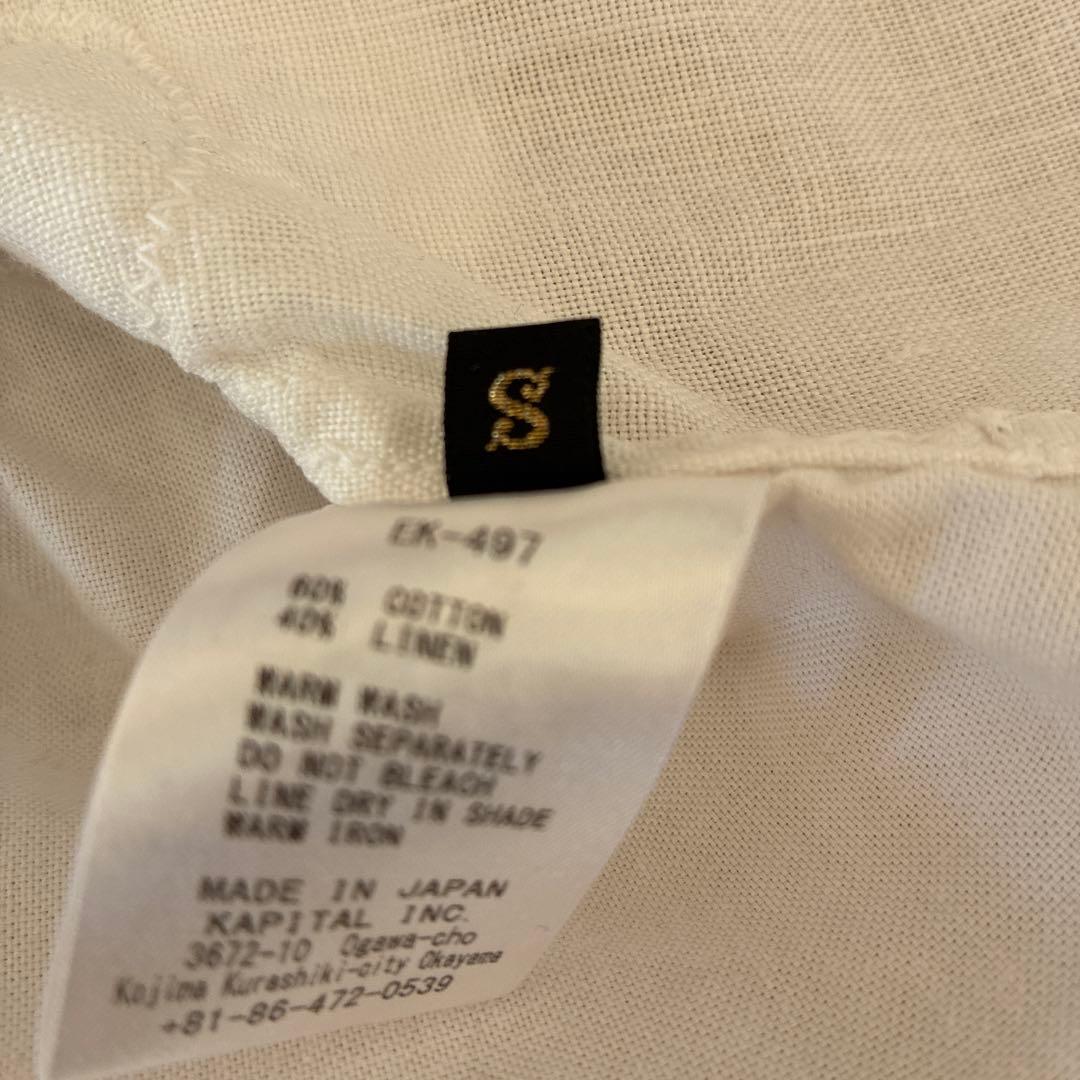 S
EK-497
60% COTTON
40% LINEN
WARM WASH
WASH SEPARATELY
DO NOT BLEACH
LINE DRY IN SHADE
WARM IRON
MADE IN JAPAN
KAPITAL INC.
3672-10 Ogawa-cho
Kojima Kurashiki-city Okayama
+81-86-472-0539